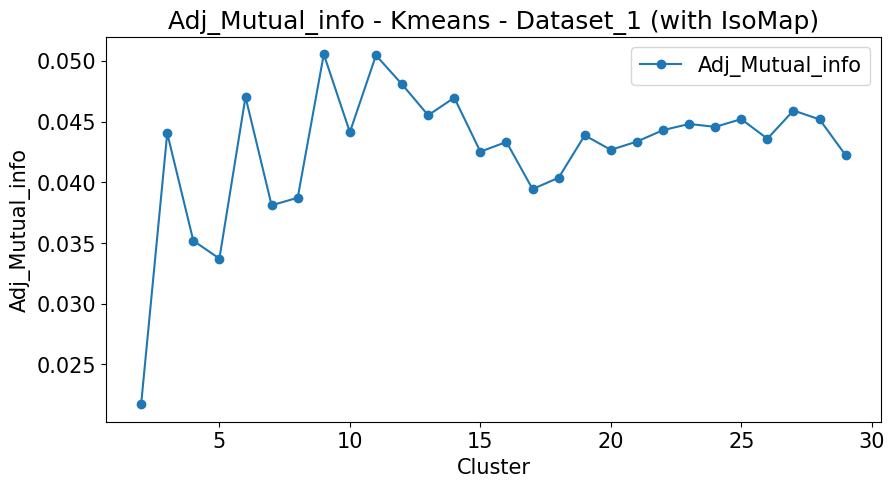 Adj_Mutual_info - Kmeans - Dataset_1 (with IsoMap)
Adj_Mutual_info
0.050
0.045
0.040
0.035
0.030
0.025
Adj_Mutual_info
5 10 15 20 25 30
Cluster